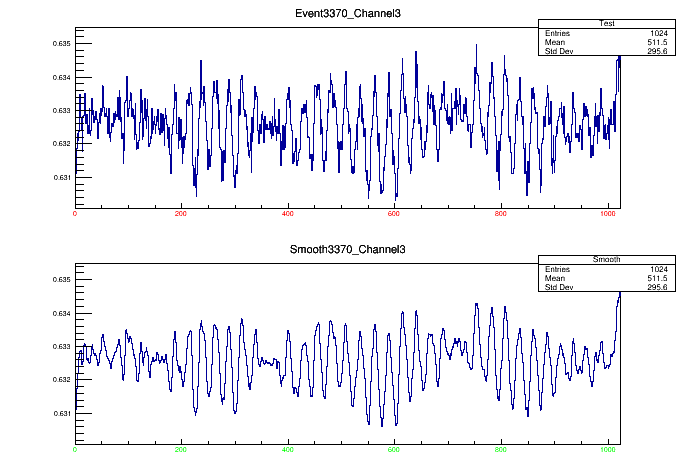 Event3370_Channel3
Test
Entries 1024
Mean 511.5
Std Dev 295.6
0.635
0.634
0.633
0.632
0.631
0 200 400 600 800 1000
Smooth3370_Channel3
Smooth
Entries 1024
Mean 511.5
Std Dev 295.6
0.635
0.634
0.633
0.632
0.631
0 200 400 600 800 1000